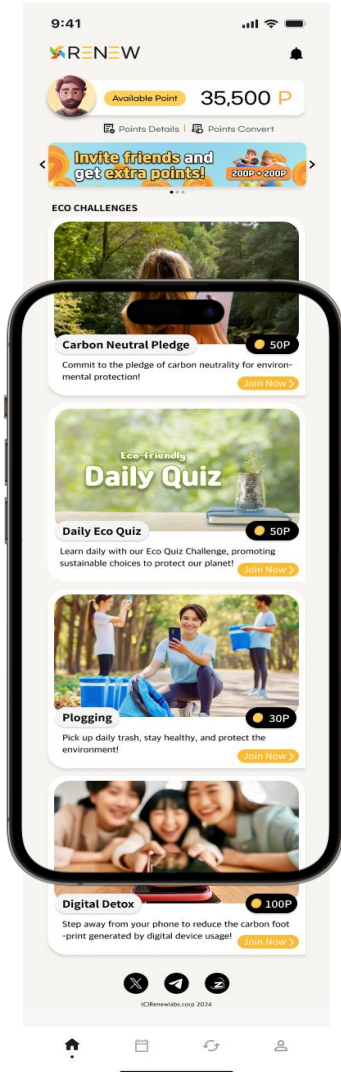 9:41
RENEW
Available Point 35,500 P
Points Details | Points Convert
Invite friends and
get extra points!
200P + 200P
ECO CHALLENGES
Carbon Neutral Pledge 50P
Commit to the pledge of carbon neutrality for environ-
mental protection!
Join Now >
Eco-friendly
Daily Quiz
Daily Eco Quiz 50P
Learn daily with our Eco Quiz Challenge, promoting
sustainable choices to protect our planet!
Join Now >
Plogging 30P
Pick up daily trash, stay healthy, and protect the
environment!
Join Now >
Digital Detox 100P
Step away from your phone to reduce the carbon foot
-print generated by digital device usage!
Join Now >
(C)Renewlabs.corp 2024